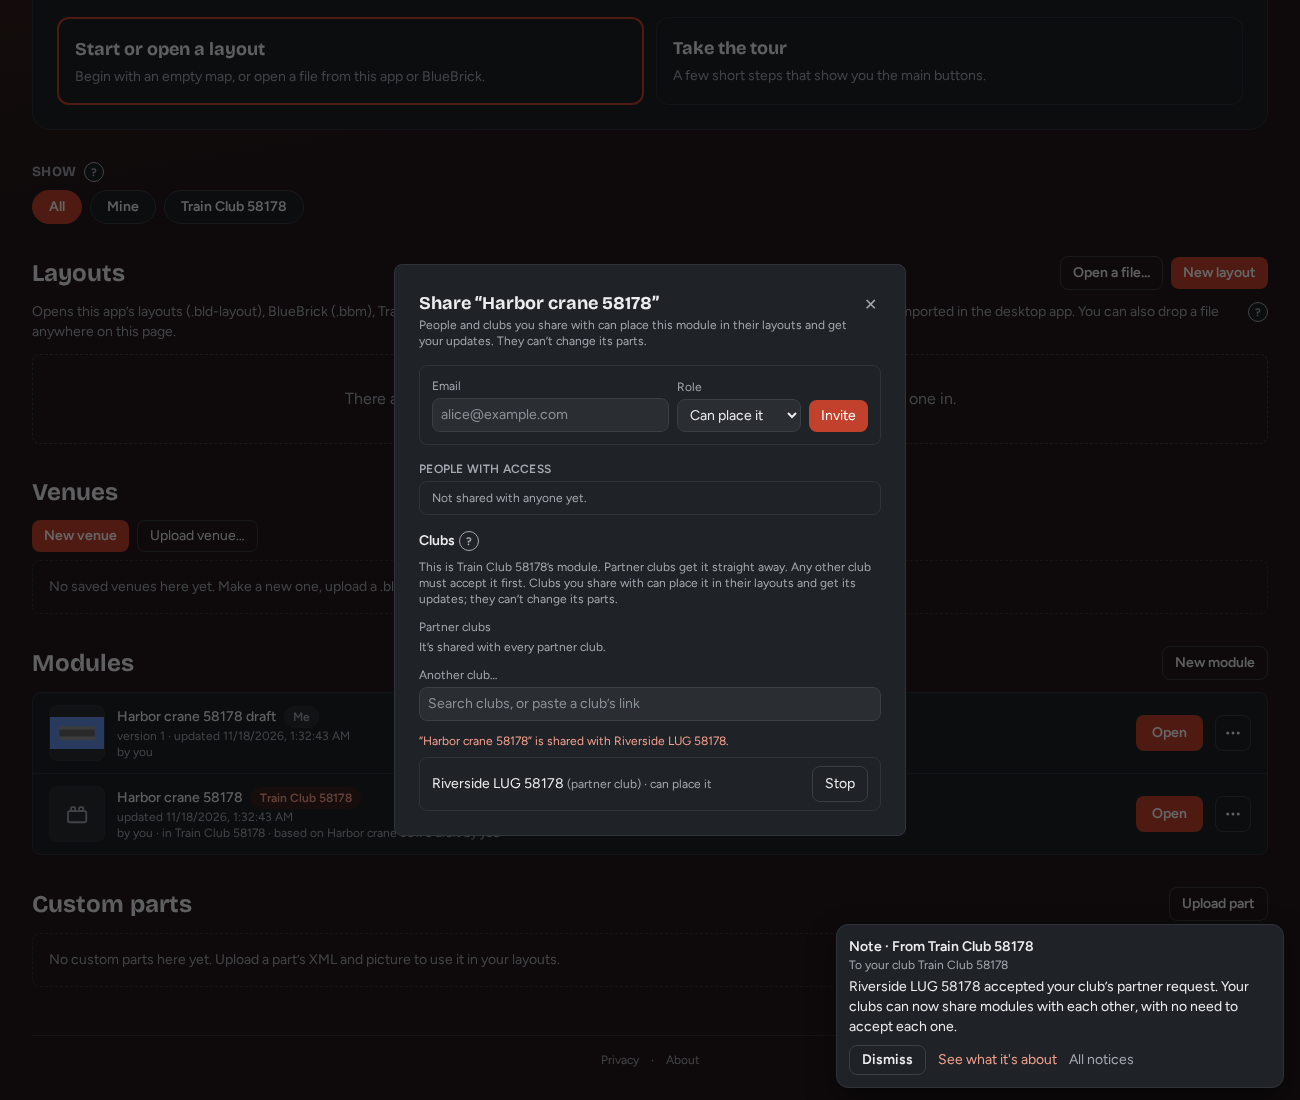 Start or open a layout
Begin with an empty map, or open a file from this app or BlueBrick.
Take the tour
A few short steps that show you the main buttons.
SHOW ?
All
Mine
Train Club 58178
Layouts
Open a file...
New layout
Opens this app's layouts (.bld-layout), BlueBrick (.bbm), Tra
nported in the desktop app. You can also drop a file
?
anywhere on this page.
There a
one in.
Venues
New venue
Upload venue...
No saved venues here yet. Make a new one, upload a .bl
Modules
New module
Harbor crane 58178 draft Me
version 1 · updated 11/18/2026, 1:32:43 AM
by you
Open
···
Harbor crane 58178 Train Club 58178
updated 11/18/2026, 1:32:43 AM
by you · in Train Club 58178 · based on Harbor crane
Open
···
Custom parts
Upload part
No custom parts here yet. Upload a part's XML and picture to use it in your layouts.
Privacy · About
Share “Harbor crane 58178”
×
People and clubs you share with can place this module in their layouts and get
your updates. They can't change its parts.
Email
alice@example.com
Role
Can place it
Invite
PEOPLE WITH ACCESS
Not shared with anyone yet.
Clubs ?
This is Train Club 58178's module. Partner clubs get it straight away. Any other club
must accept it first. Clubs you share with can place it in their layouts and get its
updates; they can't change its parts.
Partner clubs
It's shared with every partner club.
Another club...
Search clubs, or paste a club's link
“Harbor crane 58178” is shared with Riverside LUG 58178.
Riverside LUG 58178 (partner club) · can place it
Stop
Note · From Train Club 58178
To your club Train Club 58178
Riverside LUG 58178 accepted your club's partner request. Your
clubs can now share modules with each other, with no need to
accept each one.
Dismiss
See what it's about
All notices